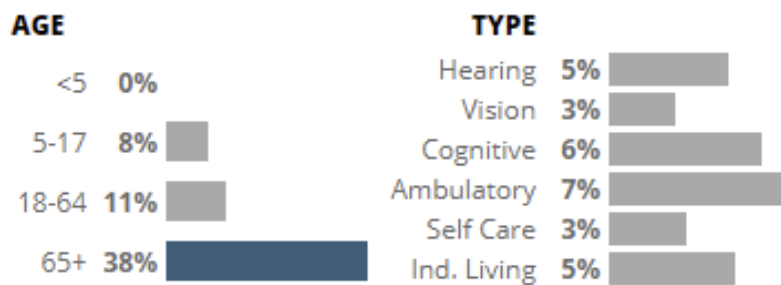 AGE
<5 0%
5-17 8%
18-64 11%
65+ 38%
TYPE
Hearing 5%
Vision 3%
Cognitive 6%
Ambulatory 7%
Self Care 3%
Ind. Living 5%